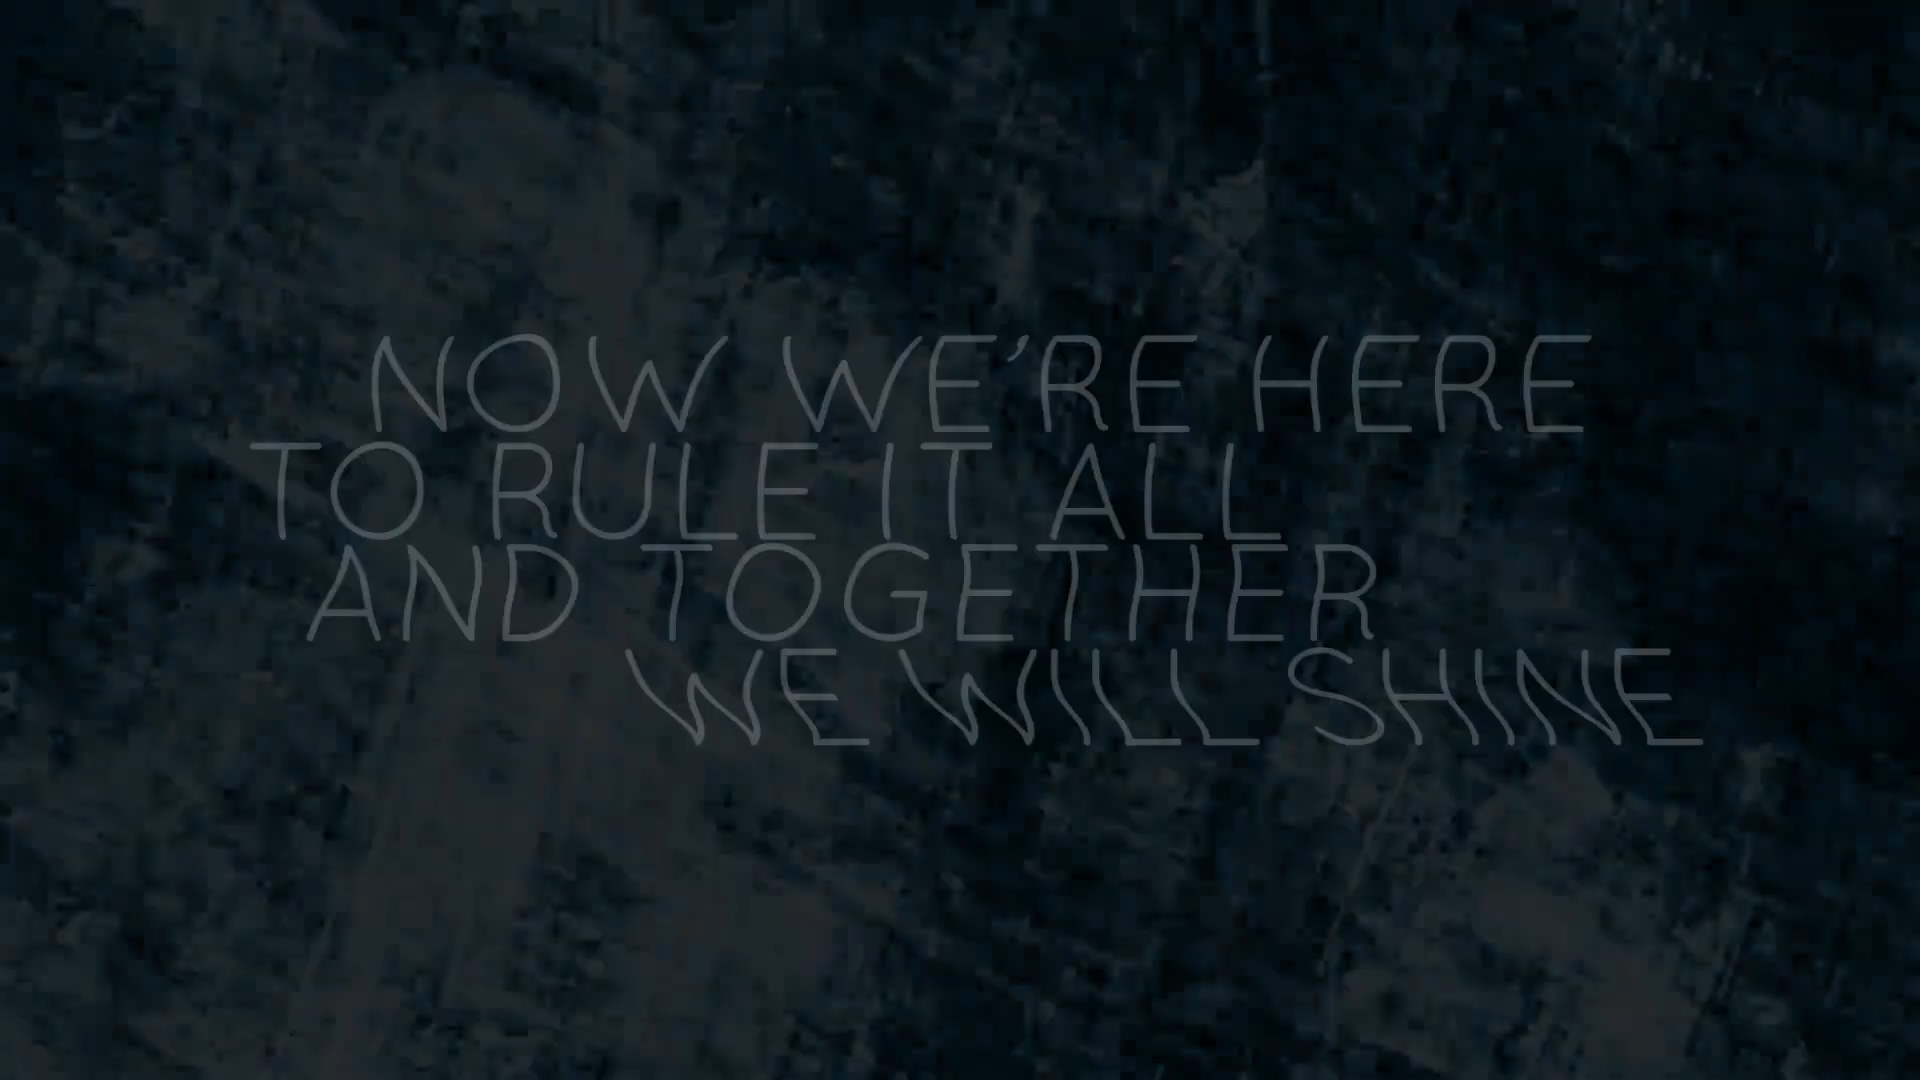 NOW WE'RE HERE
TO RULE IT ALL
AND TOGETHER
WE WILL SHINE